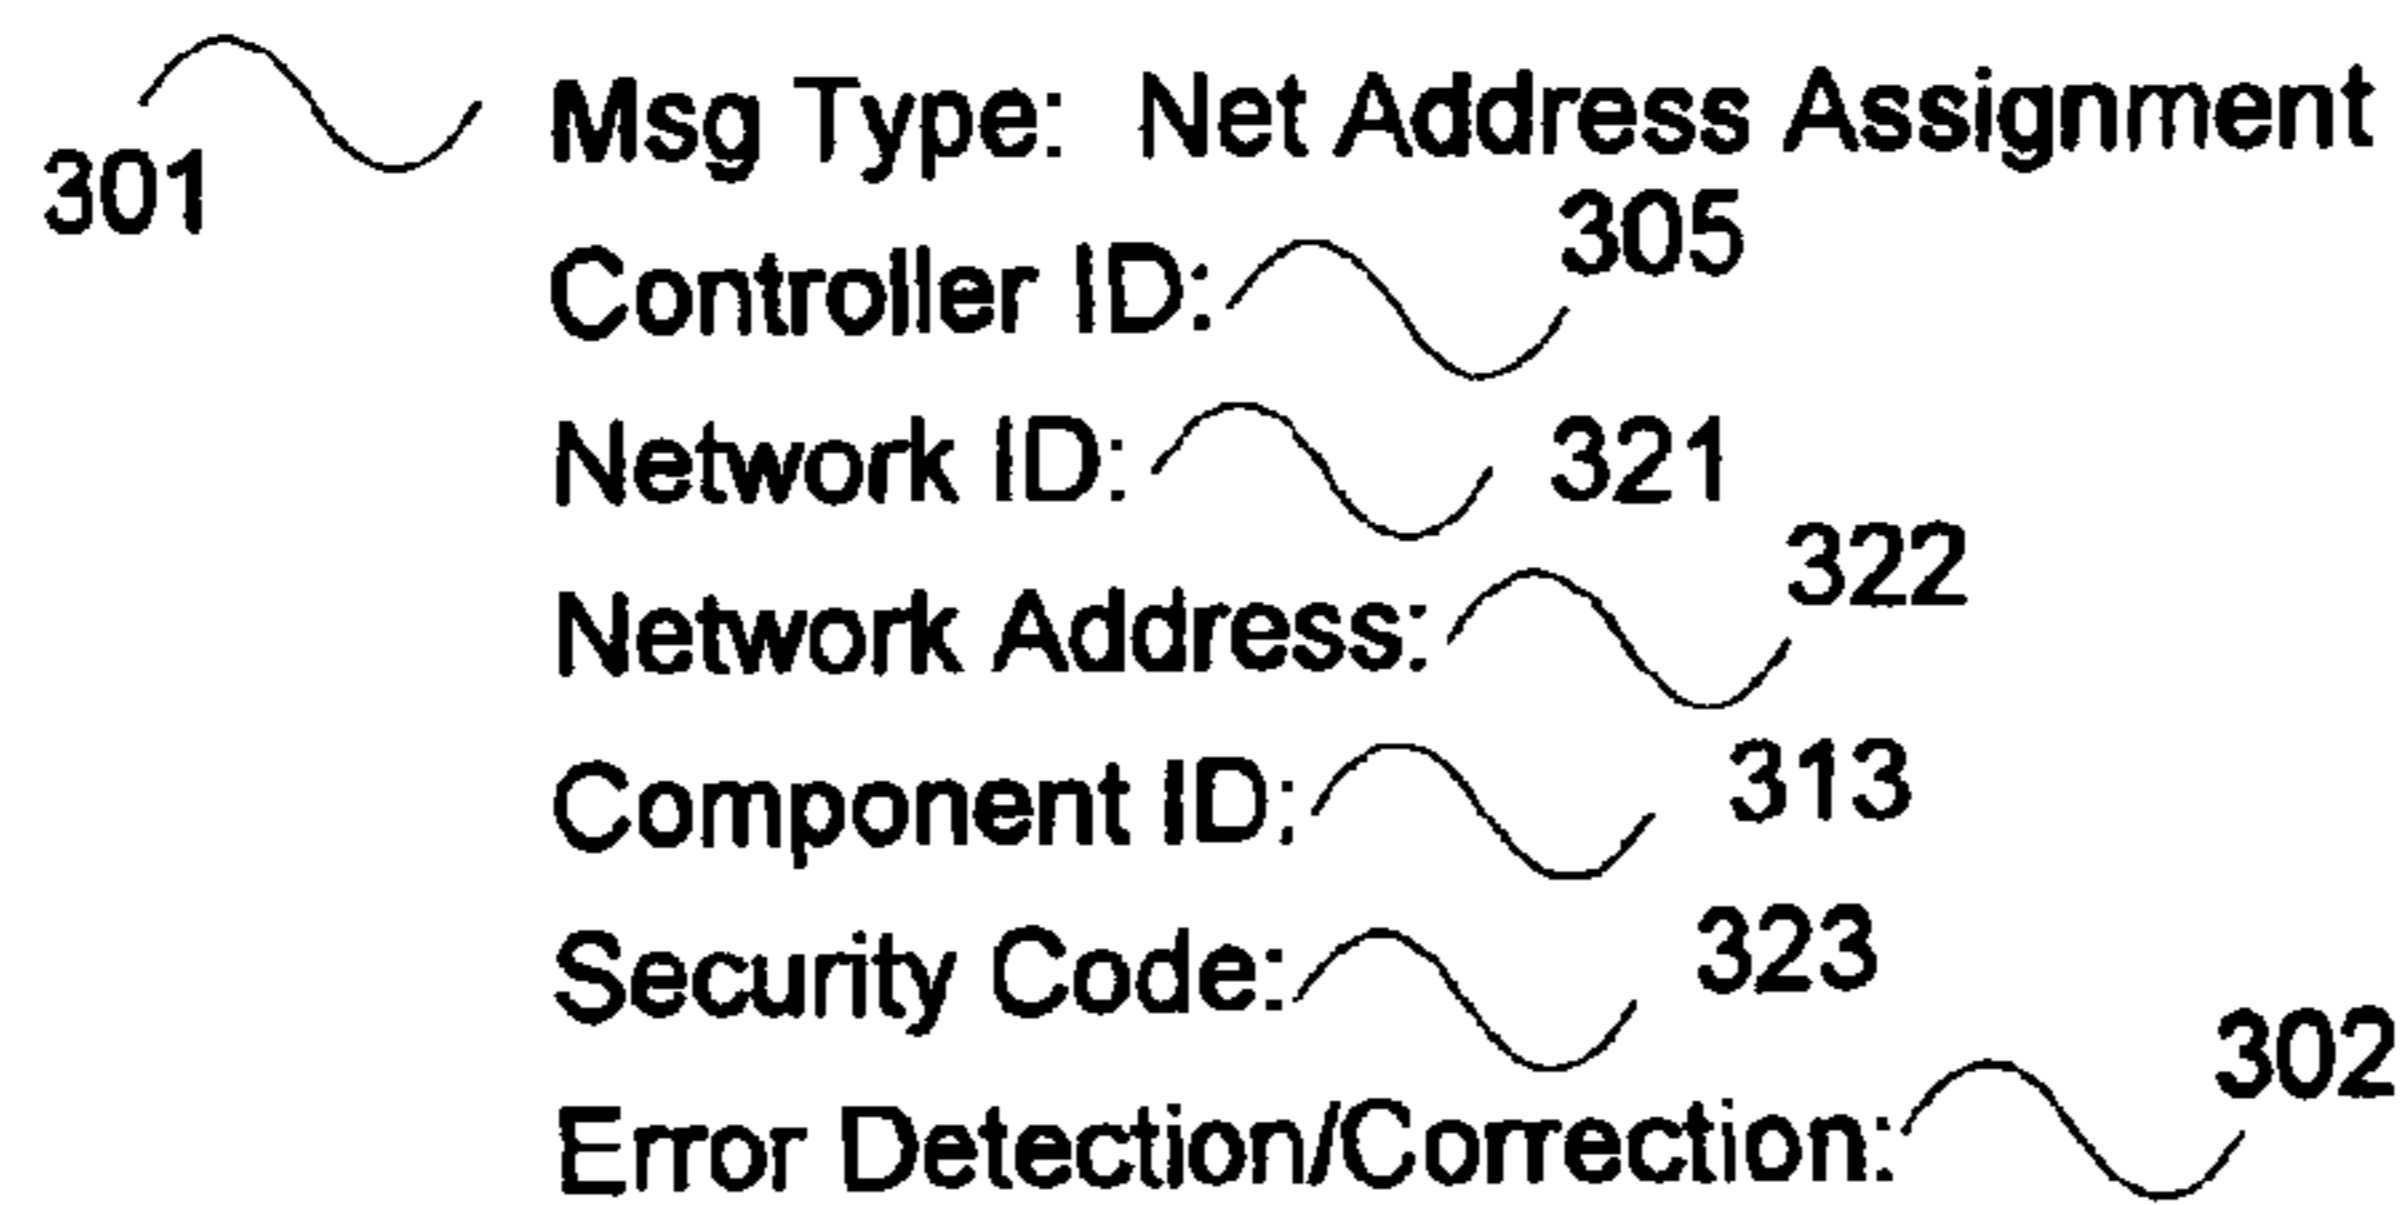 301 Msg Type: Net Address Assignment
Controller ID: 305
Network ID: 321
Network Address: 322
Component ID: 313
Security Code: 323
Error Detection/Correction: 302